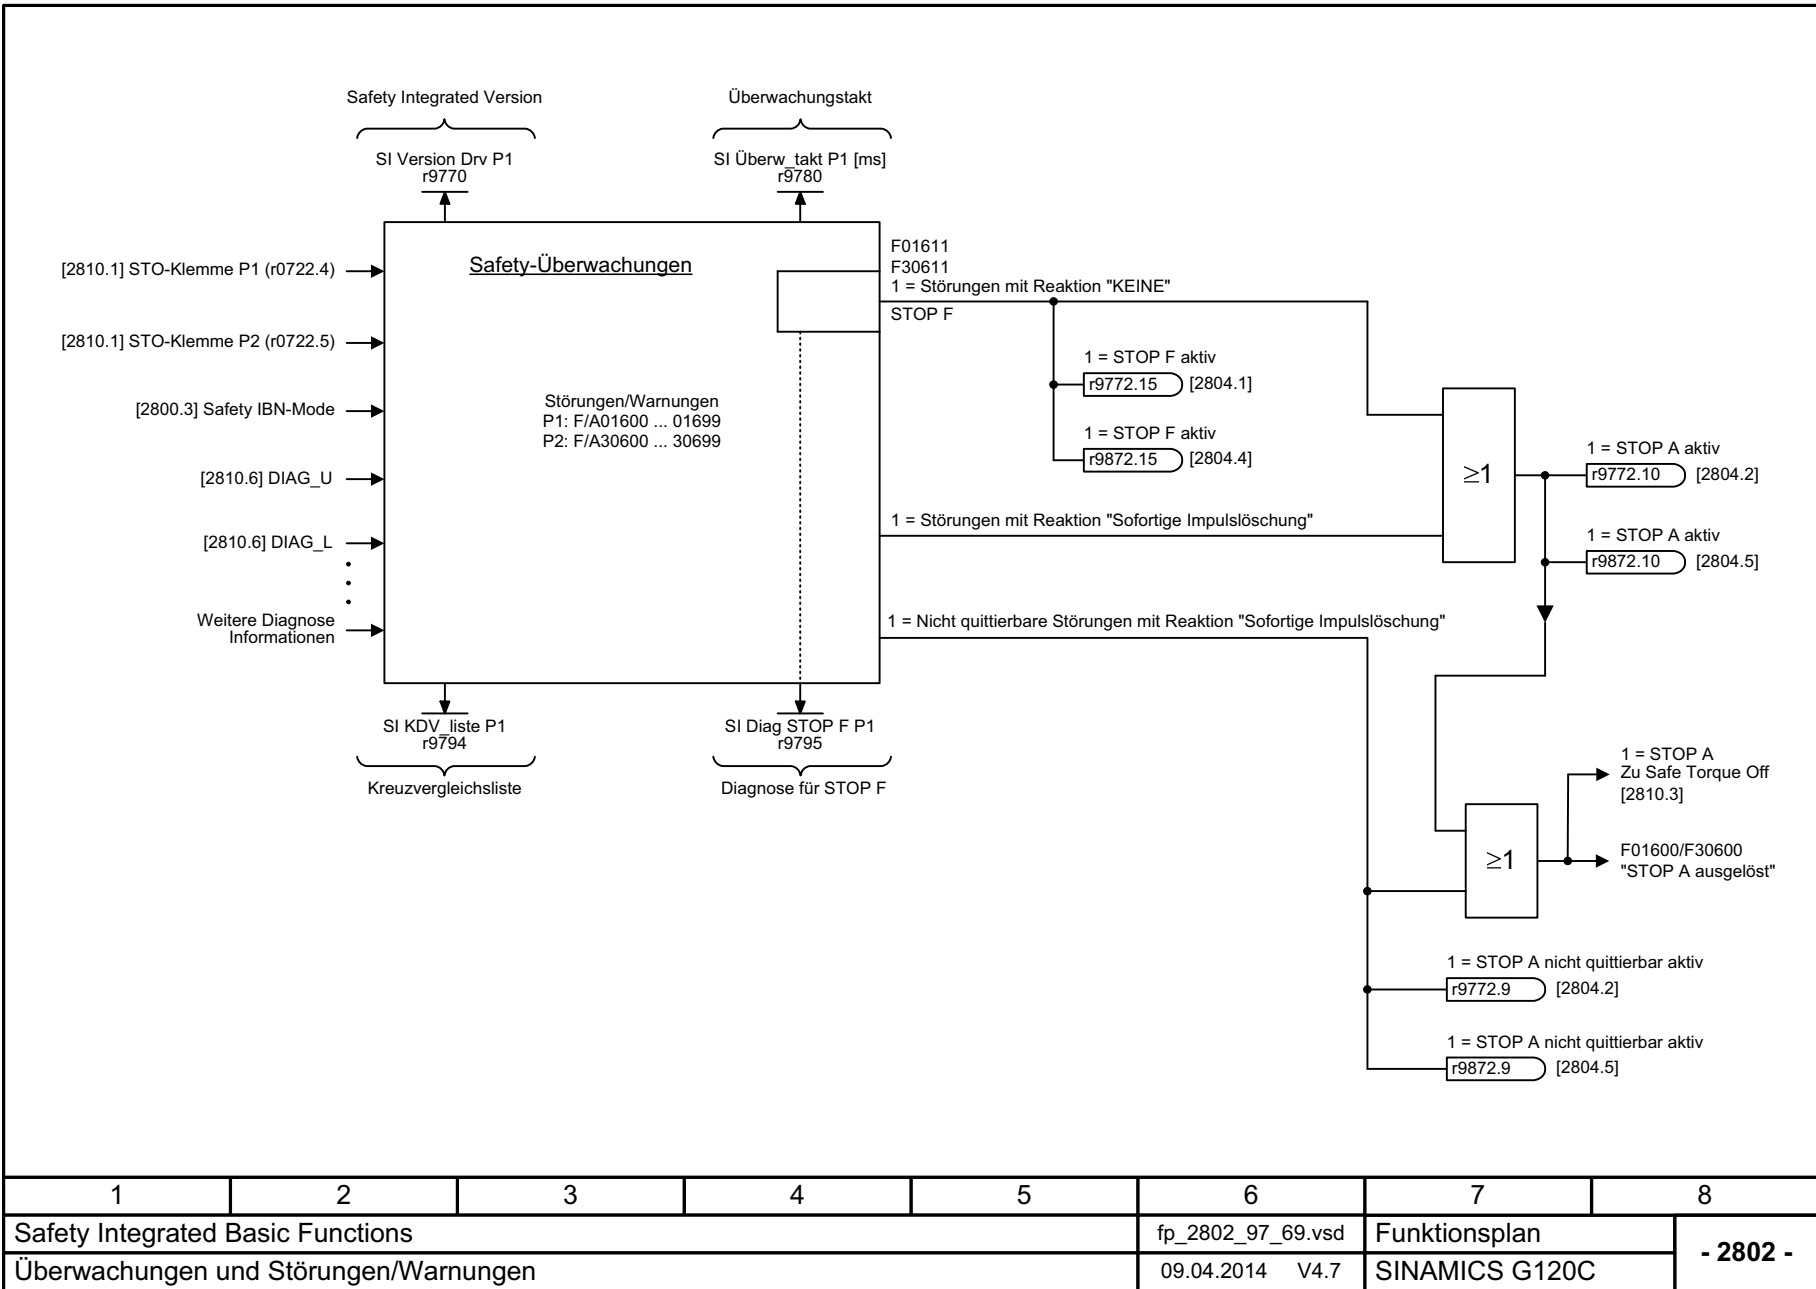 Safety Integrated Version
Überwachungstakt
SI Version Drv P1
r9770
SI Überw_takt P1 [ms]
r9780
[2810.1] STO-Klemme P1 (r0722.4)
[2810.1] STO-Klemme P2 (r0722.5)
[2800.3] Safety IBN-Mode
[2810.6] DIAG_U
[2810.6] DIAG_L
Weitere Diagnose
Informationen
Safety-Überwachungen
Störungen/Warnungen
P1: F/A01600 ... 01699
P2: F/A30600 ... 30699
F01611
F30611
1 = Störungen mit Reaktion "KEINE"
STOP F
1 = STOP F aktiv
r9772.15 [2804.1]
1 = STOP F aktiv
r9872.15 [2804.4]
1 = Störungen mit Reaktion "Sofortige Impulslöschung"
≥1
1 = STOP A aktiv
r9772.10 [2804.2]
1 = STOP A aktiv
r9872.10 [2804.5]
1 = Nicht quittierbare Störungen mit Reaktion "Sofortige Impulslöschung"
SI KDV_liste P1
r9794
Kreuzvergleichsliste
SI Diag STOP F P1
r9795
Diagnose für STOP F
1 = STOP A
Zu Safe Torque Off
[2810.3]
≥1
F01600/F30600
"STOP A ausgelöst"
1 = STOP A nicht quittierbar aktiv
r9772.9 [2804.2]
1 = STOP A nicht quittierbar aktiv
r9872.9 [2804.5]
1 2 3 4 5 6 7 8
Safety Integrated Basic Functions
fp_2802_97_69.vsd
Funktionsplan
- 2802 -
Überwachungen und Störungen/Warnungen
09.04.2014 V4.7
SINAMICS G120C